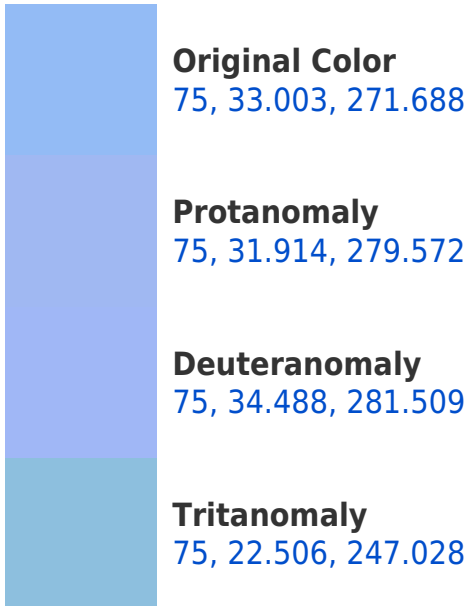 Original Color
75, 33.003, 271.688
Protanomaly
75, 31.914, 279.572
Deuteranomaly
75, 34.488, 281.509
Tritanomaly
75, 22.506, 247.028